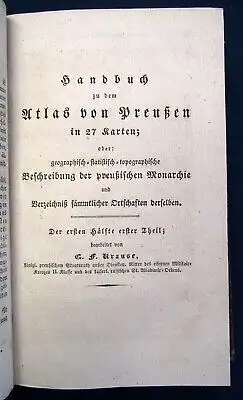 Handbuch
zu dem
Atlas von Preußen
in 27 Karten;
oder:
geographisch-statistisch-topographische
Beschreibung der preußischen Monarchie
und
Verzeichniß sämmtlicher Ortschaften derselben.
Der ersten Hälfte erster Theil;
bearbeitet von
G. F. Krause,
Königl. preußischem Staatsrath außer Diensten, Ritter des eisernen Militair-
Kreuzes II. Klasse und des kaiserl. russischen St. Wladimir-Ordens.